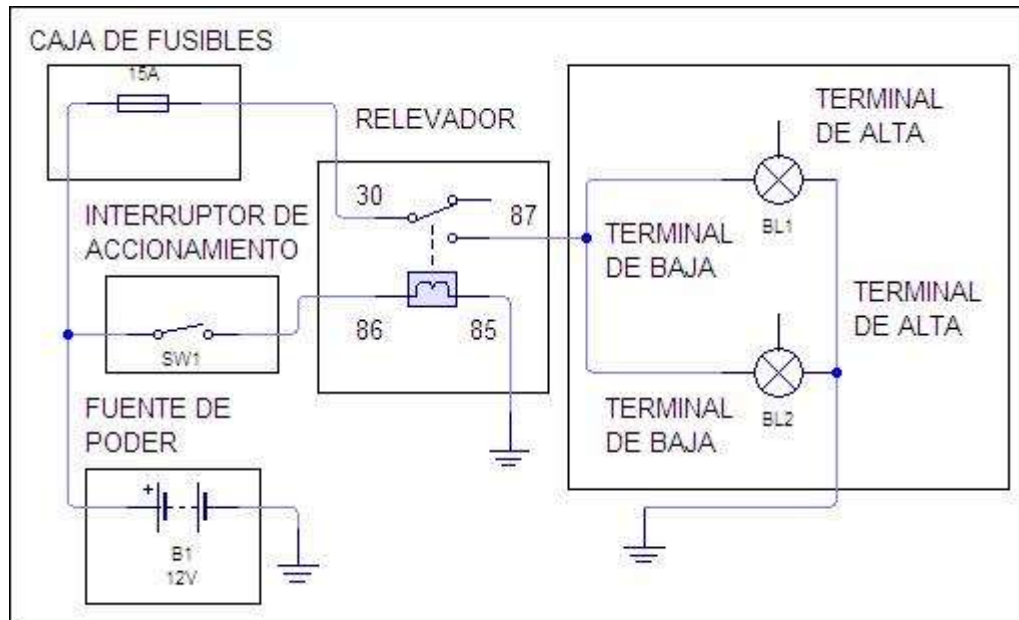 CAJA DE FUSIBLES
15A
RELEVADOR
30
87
86
85
INTERRUPTOR DE
ACCIONAMIENTO
SW1
FUENTE DE
PODER
+
B1
12V
TERMINAL
DE ALTA
BL1
TERMINAL
DE BAJA
TERMINAL
DE ALTA
BL2
TERMINAL
DE BAJA